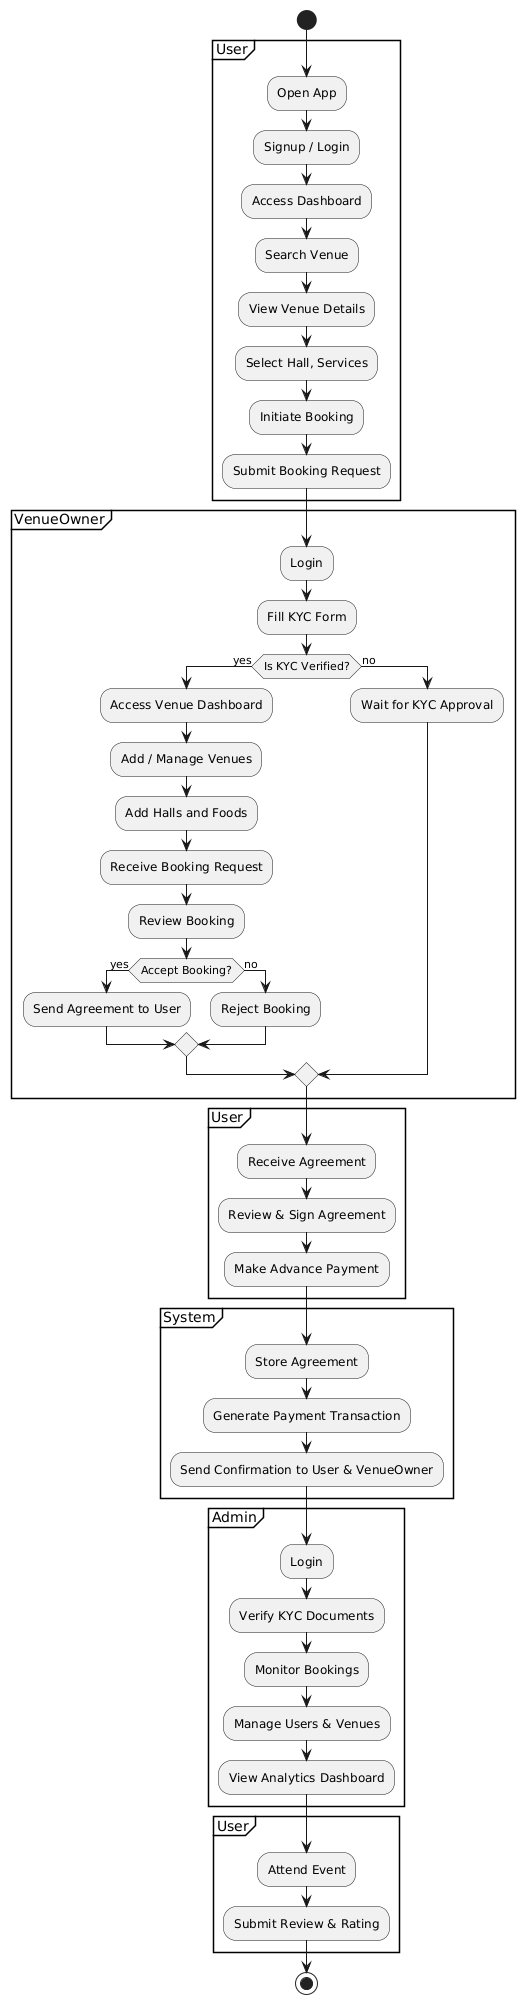 User
Open App
Signup / Login
Access Dashboard
Search Venue
View Venue Details
Select Hall, Services
Initiate Booking
Submit Booking Request
VenueOwner
Login
Fill KYC Form
yes
Is KYC Verified?
no
Access Venue Dashboard
Wait for KYC Approval
Add / Manage Venues
Add Halls and Foods
Receive Booking Request
Review Booking
yes
Accept Booking?
no
Send Agreement to User
Reject Booking
User
Receive Agreement
Review & Sign Agreement
Make Advance Payment
System
Store Agreement
Generate Payment Transaction
Send Confirmation to User & VenueOwner
Admin
Login
Verify KYC Documents
Monitor Bookings
Manage Users & Venues
View Analytics Dashboard
User
Attend Event
Submit Review & Rating